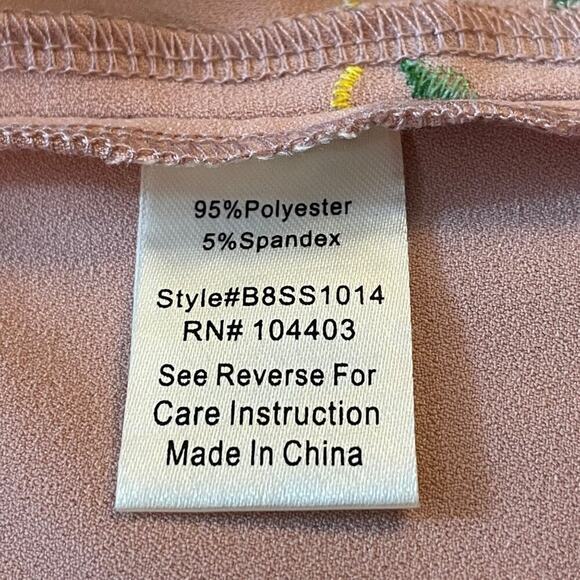 95%Polyester
5%Spandex
Style#B8SS1014
RN# 104403
See Reverse For
Care Instruction
Made In China